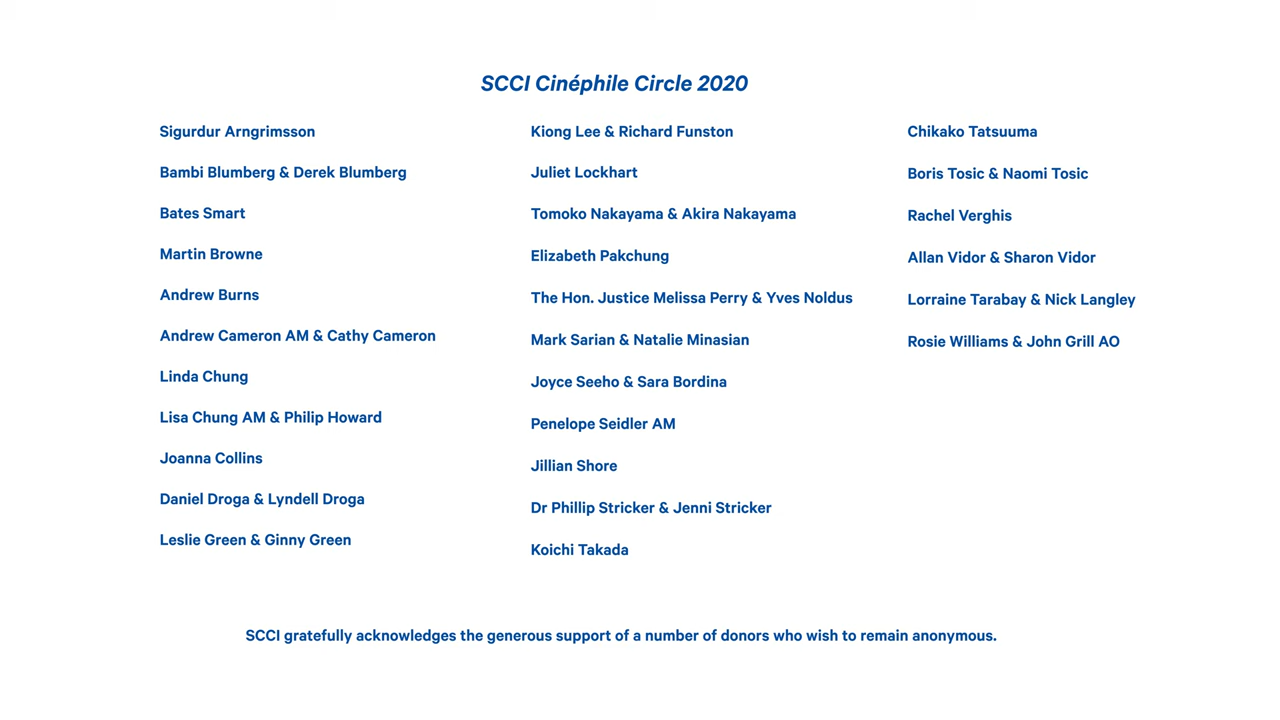 SCCI Cinéphile Circle 2020
Sigurdur Arngrimsson
Bambi Blumberg & Derek Blumberg
Bates Smart
Martin Browne
Andrew Burns
Andrew Cameron AM & Cathy Cameron
Linda Chung
Lisa Chung AM & Philip Howard
Joanna Collins
Daniel Droga & Lyndell Droga
Leslie Green & Ginny Green
Kiong Lee & Richard Funston
Juliet Lockhart
Tomoko Nakayama & Akira Nakayama
Elizabeth Pakchung
The Hon. Justice Melissa Perry & Yves Noldus
Mark Sarian & Natalie Minasian
Joyce Seeho & Sara Bordina
Penelope Seidler AM
Jillian Shore
Dr Phillip Stricker & Jenni Stricker
Koichi Takada
Chikako Tatsuuma
Boris Tosic & Naomi Tosic
Rachel Verghis
Allan Vidor & Sharon Vidor
Lorraine Tarabay & Nick Langley
Rosie Williams & John Grill AO
SCCI gratefully acknowledges the generous support of a number of donors who wish to remain anonymous.